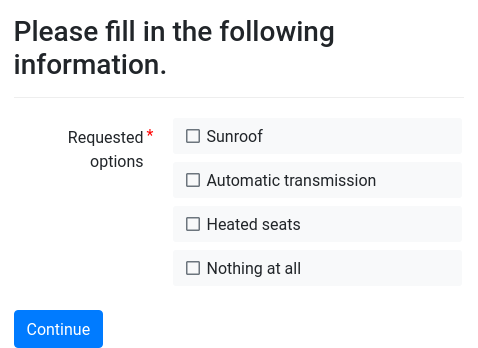 Please fill in the following
information.
Requested *
options
Sunroof
Automatic transmission
Heated seats
Nothing at all
Continue